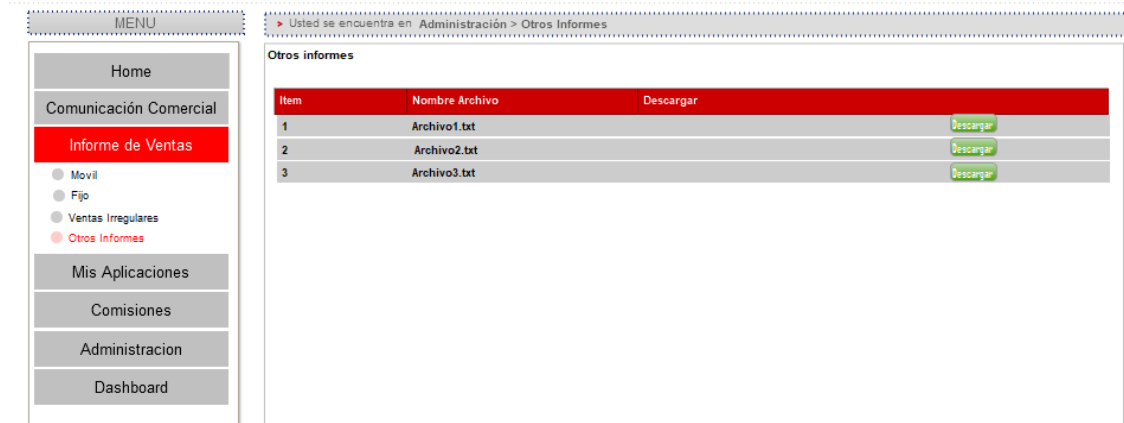 MENU
Usted se encuentra en Administración > Otros Informes
Otros informes
Home
Comunicación Comercial
Informe de Ventas
Movil
Fijo
Ventas Irregulares
Otros Informes
Mis Aplicaciones
Comisiones
Administracion
Dashboard
Item Nombre Archivo Descargar
1 Archivo1.txt Descargar
2 Archivo2.txt Descargar
3 Archivo3.txt Descargar